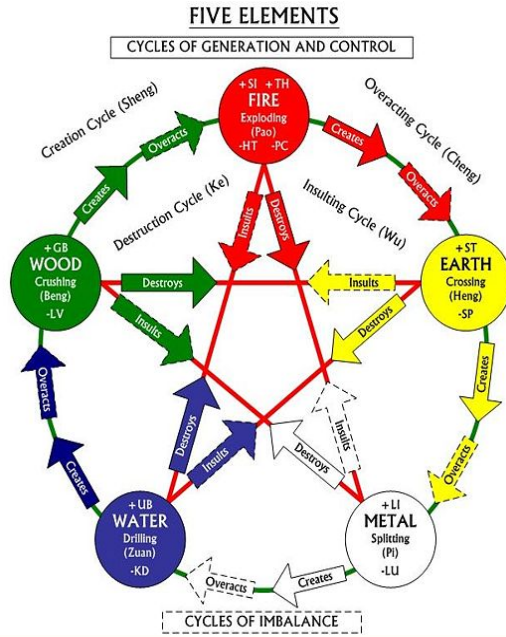 FIVE ELEMENTS
CYCLES OF GENERATION AND CONTROL
Creation Cycle (Sheng)
Overacting Cycle (Cheng)
Destruction Cycle (Ke)
Insulting Cycle (Wu)
+SI +TH
FIRE
Exploding
(Pao)
-HT -PC
Creates
Overacts
Insults
Destroys
+ST
EARTH
Crossing
(Heng)
-SP
Creates
Overacts
Insults
Destroys
+LI
METAL
Splitting
(Pi)
-LU
Creates
Overacts
Insults
Destroys
+UB
WATER
Drilling
(Zuan)
-KD
Creates
Overacts
Destroys
Insults
+GB
WOOD
Crushing
(Beng)
-LV
Creates
Overacts
Destroys
Insults
CYCLES OF IMBALANCE